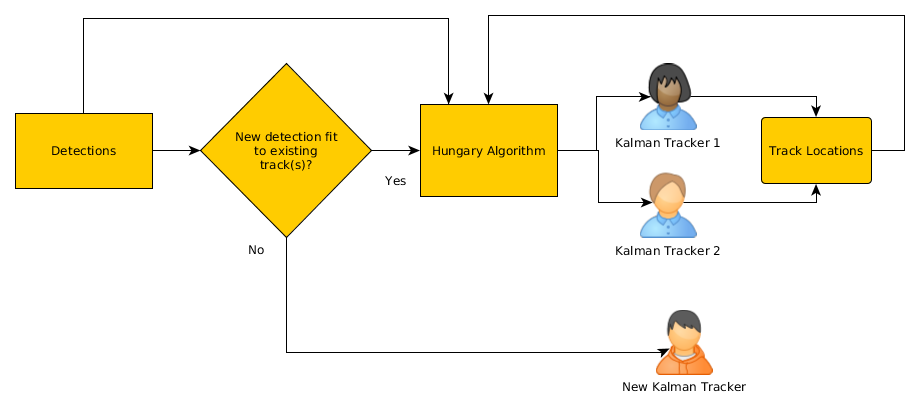 Detections
New detection fit
to existing
track(s)?
Yes
No
Hungary Algorithm
Kalman Tracker 1
Kalman Tracker 2
Track Locations
New Kalman Tracker